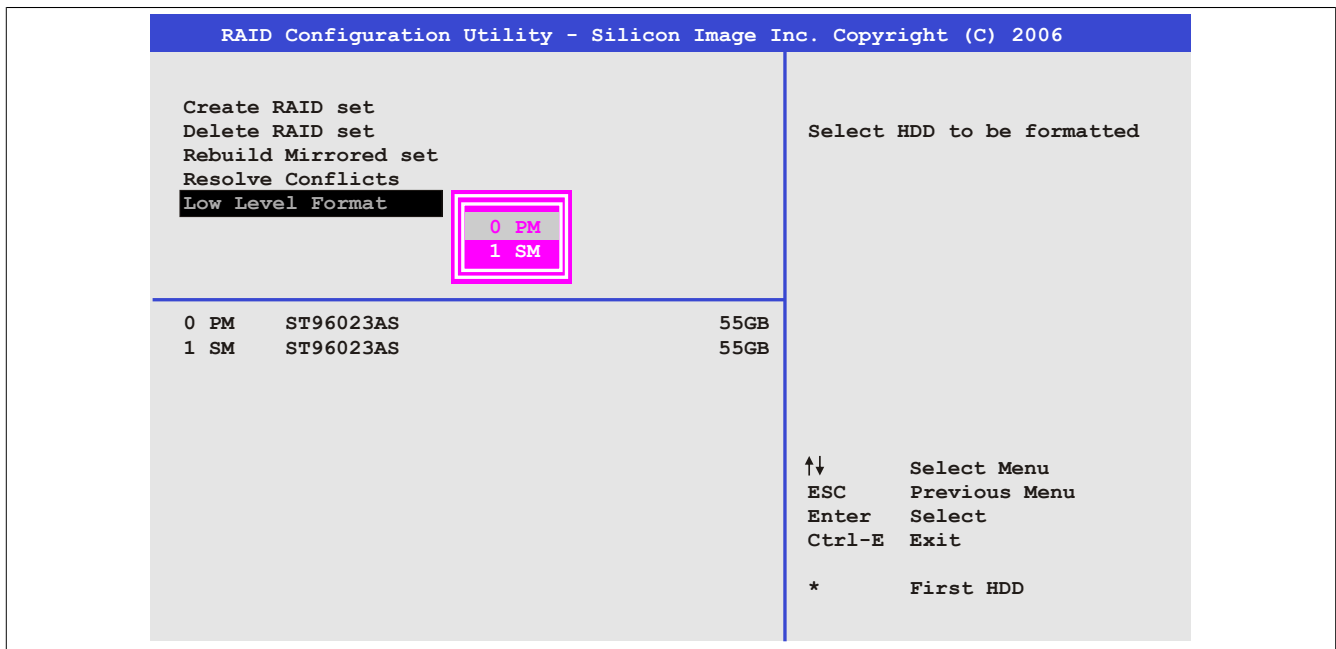 RAID Configuration Utility - Silicon Image Inc. Copyright (C) 2006
Create RAID set
Delete RAID set
Rebuild Mirrored set
Resolve Conflicts
Low Level Format
0 PM
1 SM
Select HDD to be formatted
0 PM ST96023AS 55GB
1 SM ST96023AS 55GB
↑↓ Select Menu
ESC Previous Menu
Enter Select
Ctrl-E Exit
* First HDD